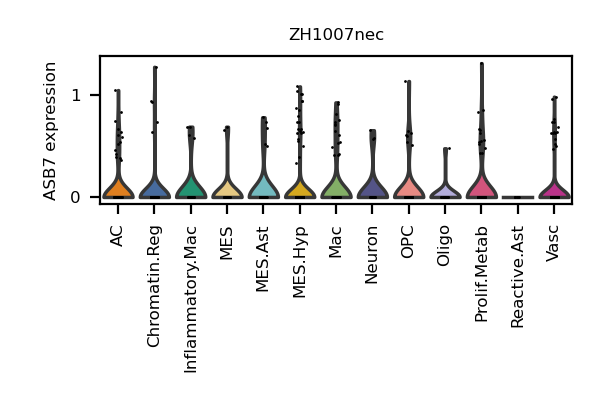 ZH1007nec
ASB7 expression
1
0
AC
Chromatin.Reg
Inflammatory.Mac
MES
MES.Ast
MES.Hyp
Mac
Neuron
OPC
Oligo
Prolif.Metab
Reactive.Ast
Vasc